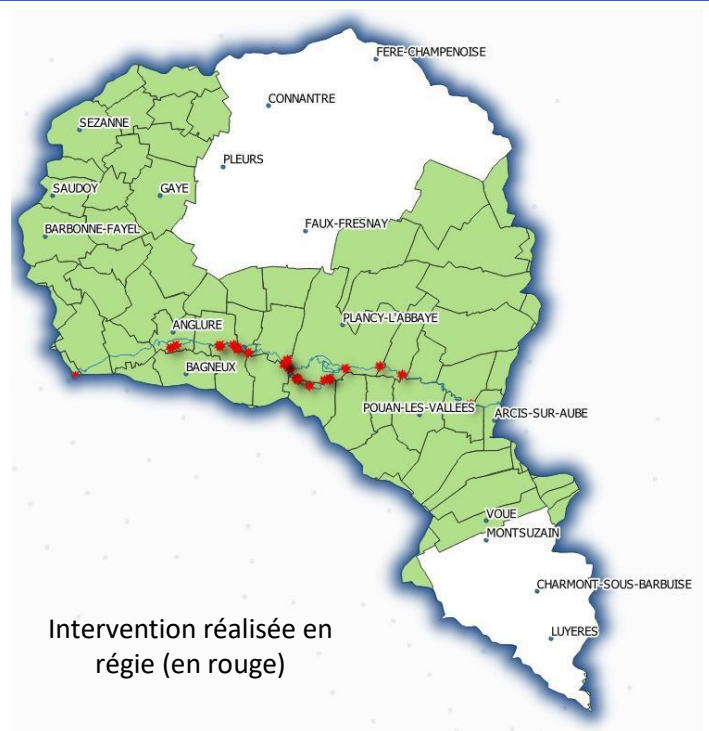 FERE-CHAMPENOISE
CONNANTRE
SEZANNE
PLEURS
SAUDOY
GAYE
FAUX-FRESNAY
BARBONNE-FAYEL
PLANCY-L'ABBAYE
ANGLURE
BAGNEUX
POUAN-LES-VALLEES
ARCIS-SUR-AUBE
VOUE
MONTSUZAIN
CHARMONT-SOUS-BARBUISE
LUYERES
Intervention réalisée en
régie (en rouge)